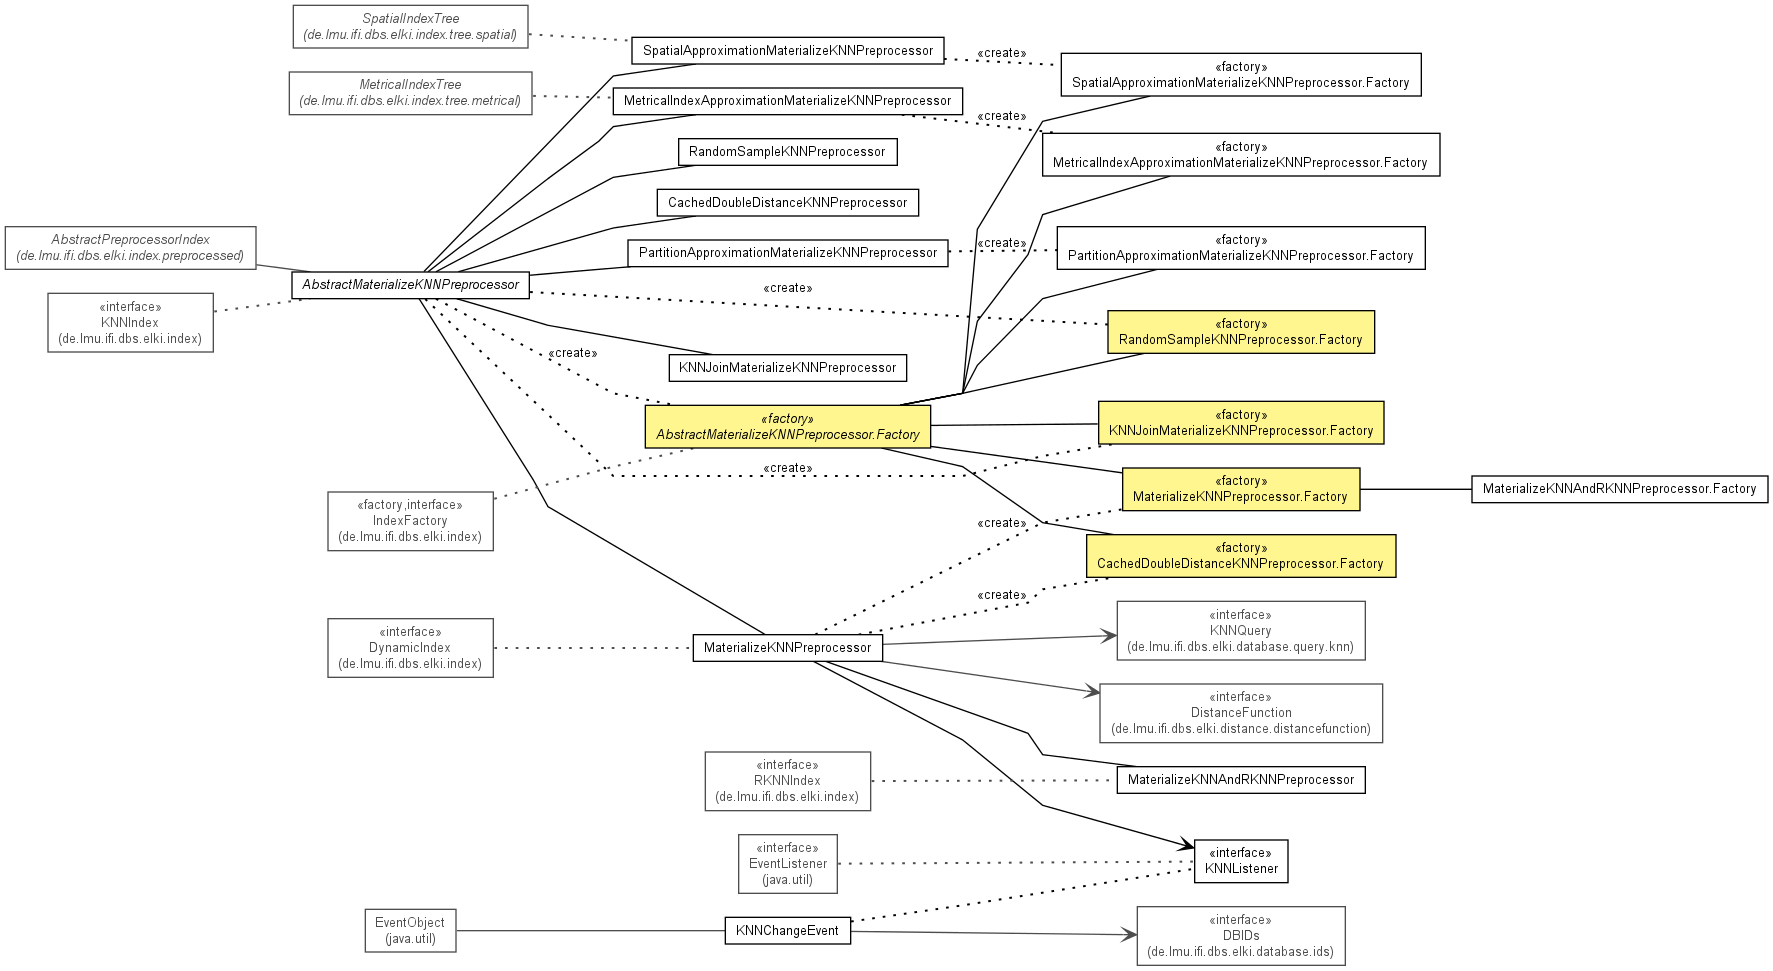 SpatialIndexTree
(de.lmu.ifi.dbs.elki.index.tree.spatial)
MetricalIndexTree
(de.lmu.ifi.dbs.elki.index.tree.metrical)
AbstractPreprocessorIndex
(de.lmu.ifi.dbs.elki.index.preprocessed)
«interface»
KNNIndex
(de.lmu.ifi.dbs.elki.index)
AbstractMaterializeKNNPreprocessor
SpatialApproximationMaterializeKNNPreprocessor
MetricalIndexApproximationMaterializeKNNPreprocessor
RandomSampleKNNPreprocessor
CachedDoubleDistanceKNNPreprocessor
PartitionApproximationMaterializeKNNPreprocessor
KNNJoinMaterializeKNNPreprocessor
«factory»
AbstractMaterializeKNNPreprocessor.Factory
«create»
«create»
«create»
«create»
«create»
«create»
«create»
«create»
«factory»
SpatialApproximationMaterializeKNNPreprocessor.Factory
«factory»
MetricalIndexApproximationMaterializeKNNPreprocessor.Factory
«factory»
PartitionApproximationMaterializeKNNPreprocessor.Factory
«factory»
RandomSampleKNNPreprocessor.Factory
«factory»
KNNJoinMaterializeKNNPreprocessor.Factory
«factory»
MaterializeKNNPreprocessor.Factory
MaterializeKNNAndRKNNPreprocessor.Factory
«factory»
CachedDoubleDistanceKNNPreprocessor.Factory
«factory,interface»
IndexFactory
(de.lmu.ifi.dbs.elki.index)
«interface»
DynamicIndex
(de.lmu.ifi.dbs.elki.index)
MaterializeKNNPreprocessor
«interface»
KNNQuery
(de.lmu.ifi.dbs.elki.database.query.knn)
«interface»
DistanceFunction
(de.lmu.ifi.dbs.elki.distance.distancefunction)
«interface»
RKNNIndex
(de.lmu.ifi.dbs.elki.index)
MaterializeKNNAndRKNNPreprocessor
«interface»
EventListener
(java.util)
«interface»
KNNListener
EventObject
(java.util)
KNNChangeEvent
«interface»
DBIDs
(de.lmu.ifi.dbs.elki.database.ids)